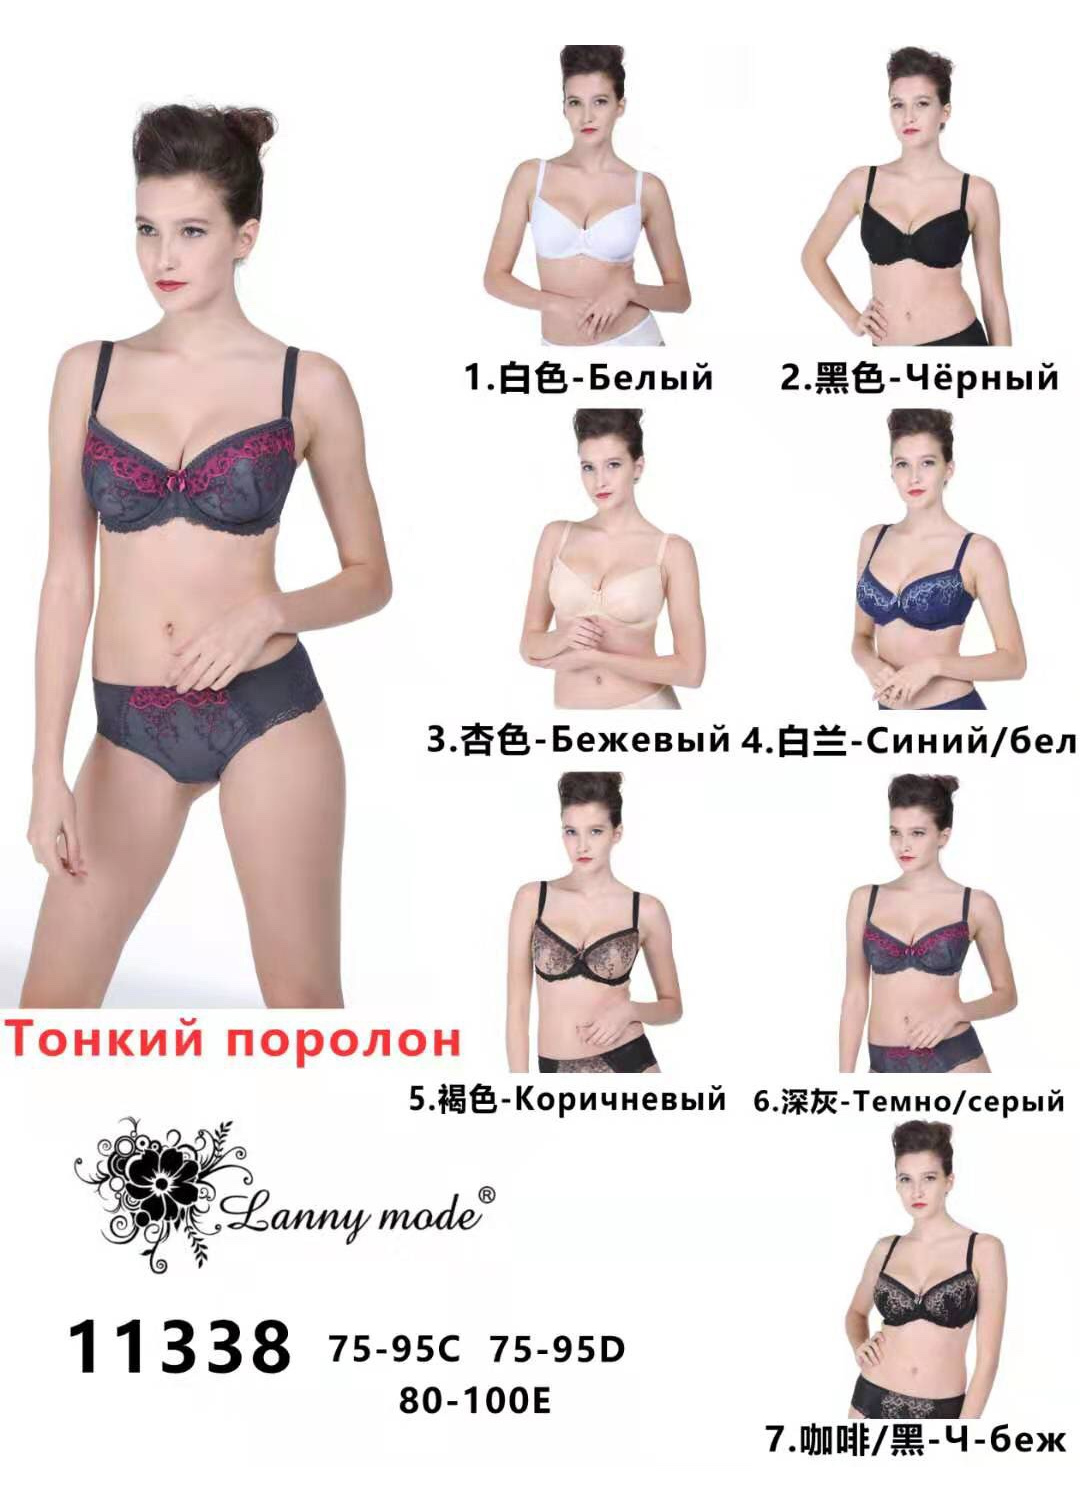 1.白色-Белый
2.黑色-Чёрный
3.杏色-Бежевый
4.白兰-Синий/бел
5.褐色-Коричневый
6.深灰-Темно/серый
Тонкий поролон
Lanny mode®
11338
75-95C 75-95D
80-100E
7.咖啡/黑-Ч-беж